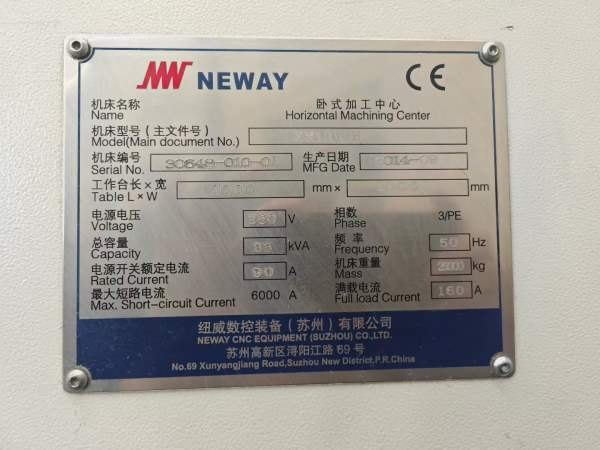 NEWAY CE
机床名称 卧式加工中心
Name Horizontal Machining Center
机床型号(主文件号)
Model(Main document No.)
机床编号 30648-010-01 生产日期 2014-09
Serial No. MFG Date
工作台长×宽 mm× mm
Table L×W
电源电压 V 相数 3/PE
Voltage Phase
总容量 kVA 频率 50 Hz
Capacity Frequency
电源开关额定电流 90 A 机床重量 kg
Rated Current Mass
最大短路电流 6000 A 满载电流 160 A
Max. Short-circuit Current Full load Current
纽威数控装备(苏州)有限公司
NEWAY CNC EQUIPMENT (SUZHOU) CO.,LTD.
苏州高新区浔阳江路69号
No.69 Xunyangjiang Road,Suzhou New District,P.R.China